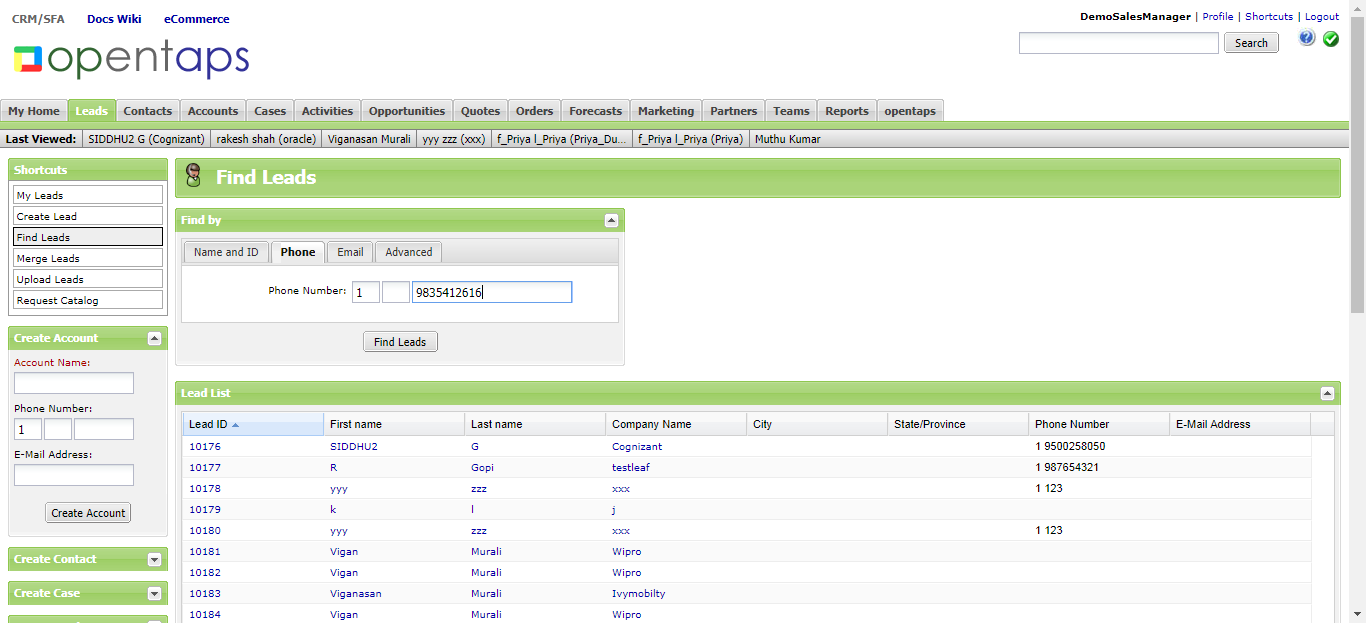 CRM/SFA Docs Wiki eCommerce
DemoSalesManager | Profile | Shortcuts | Logout
opentaps
Search
?
My Home Leads Contacts Accounts Cases Activities Opportunities Quotes Orders Forecasts Marketing Partners Teams Reports opentaps
Last Viewed: SIDDHU2 G (Cognizant) rakesh shah (oracle) Viganasan Murali yyy zzz (xxx) f_Priya l_Priya (Priya_Du... f_Priya l_Priya (Priya) Muthu Kumar
Shortcuts
My Leads
Create Lead
Find Leads
Merge Leads
Upload Leads
Request Catalog
Create Account
Account Name:
Phone Number:
1
E-Mail Address:
Create Account
Create Contact
Create Case
Find Leads
Find by
Name and ID Phone Email Advanced
Phone Number: 1 9835412616
Find Leads
Lead List
Lead ID First name Last name Company Name City State/Province Phone Number E-Mail Address
10176 SIDDHU2 G Cognizant 1 9500258050
10177 R Gopi testleaf 1 987654321
10178 yyy zzz xxx 1 123
10179 k l j
10180 yyy zzz xxx 1 123
10181 Vigan Murali Wipro
10182 Vigan Murali Wipro
10183 Viganasan Murali Ivymobilty
10184 Vigan Murali Wipro